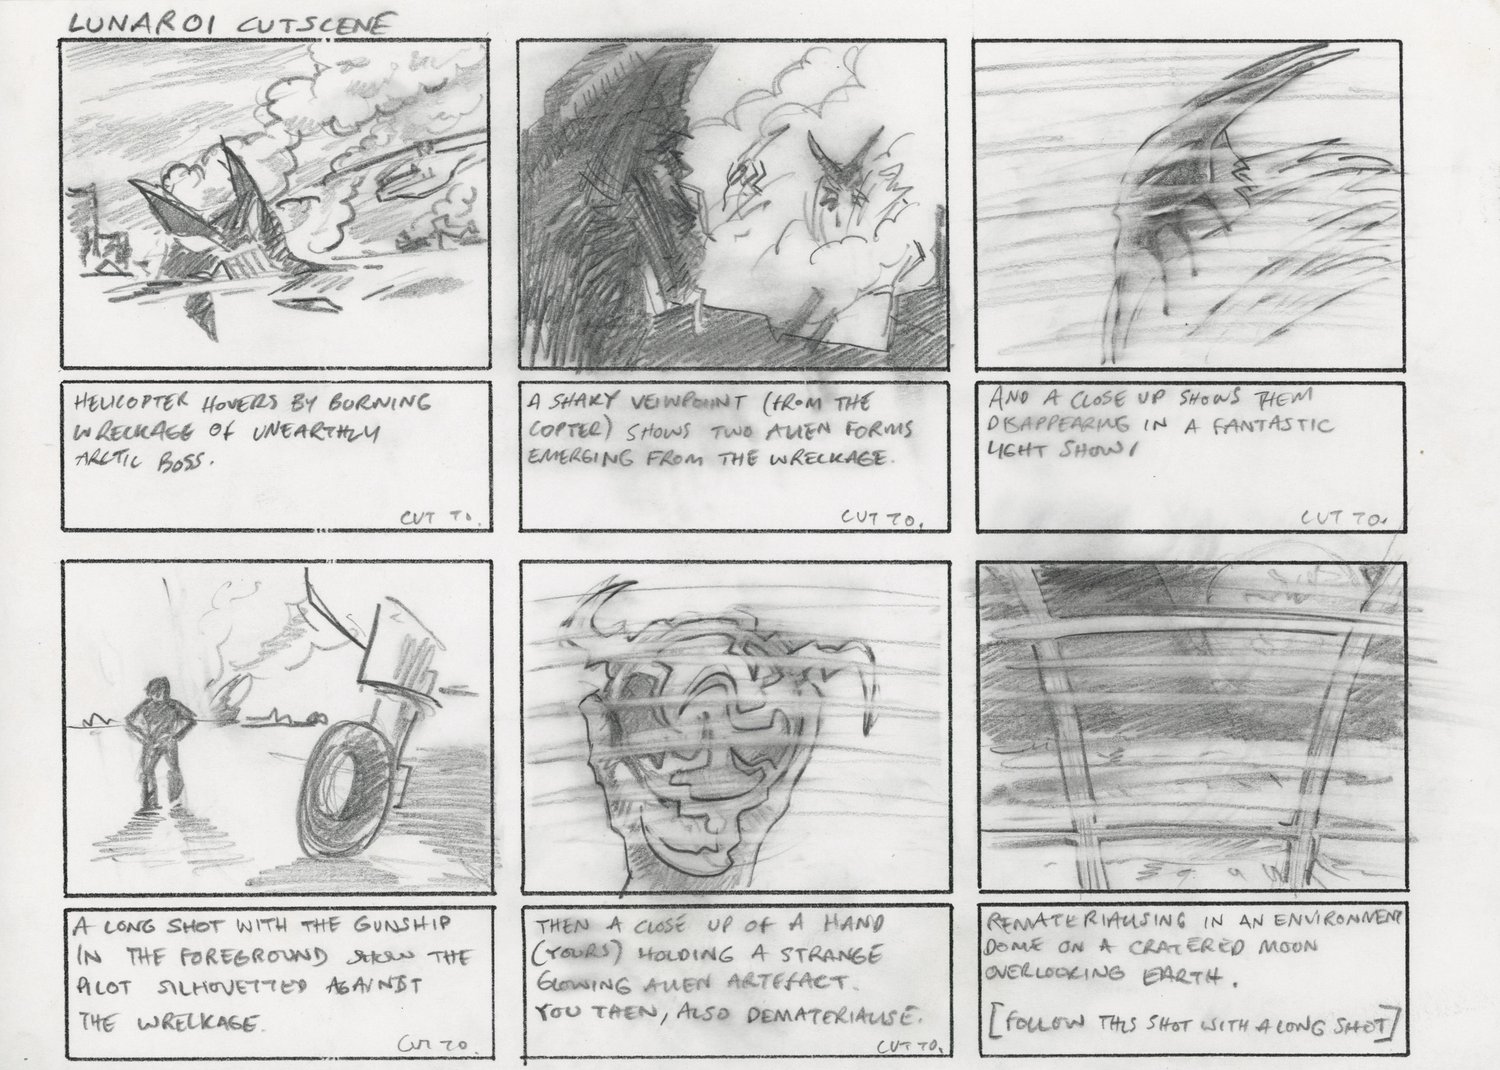 LUNAR01 CUTSCENE
HELICOPTER HOVERS BY BURNING
WRECKAGE OF UNEARTHLY
ARCTIC BOSS.
CUT TO.
A SHAKY VEIWPOINT (FROM THE
COPTER) SHOWS TWO ALIEN FORMS
EMERGING FROM THE WRECKAGE.
CUT TO.
AND A CLOSE UP SHOWS THEM
DISAPPEARING IN A FANTASTIC
LIGHT SHOW!
CUT TO.
A LONG SHOT WITH THE GUNSHIP
IN THE FOREGROUND THE
PILOT SILHOUETTED AGAINST
THE WRECKAGE.
CUT TO.
THEN A CLOSE UP OF A HAND
(YOURS) HOLDING A STRANGE
GLOWING ALIEN ARTEFACT.
YOU THEN, ALSO DEMATERIALISE.
CUT TO.
REMATERIALISING IN AN ENVIRONMENT
DOME ON A CRATERED MOON
OVERLOOKING EARTH.
[FOLLOW THIS SHOT WITH A LONG SHOT]